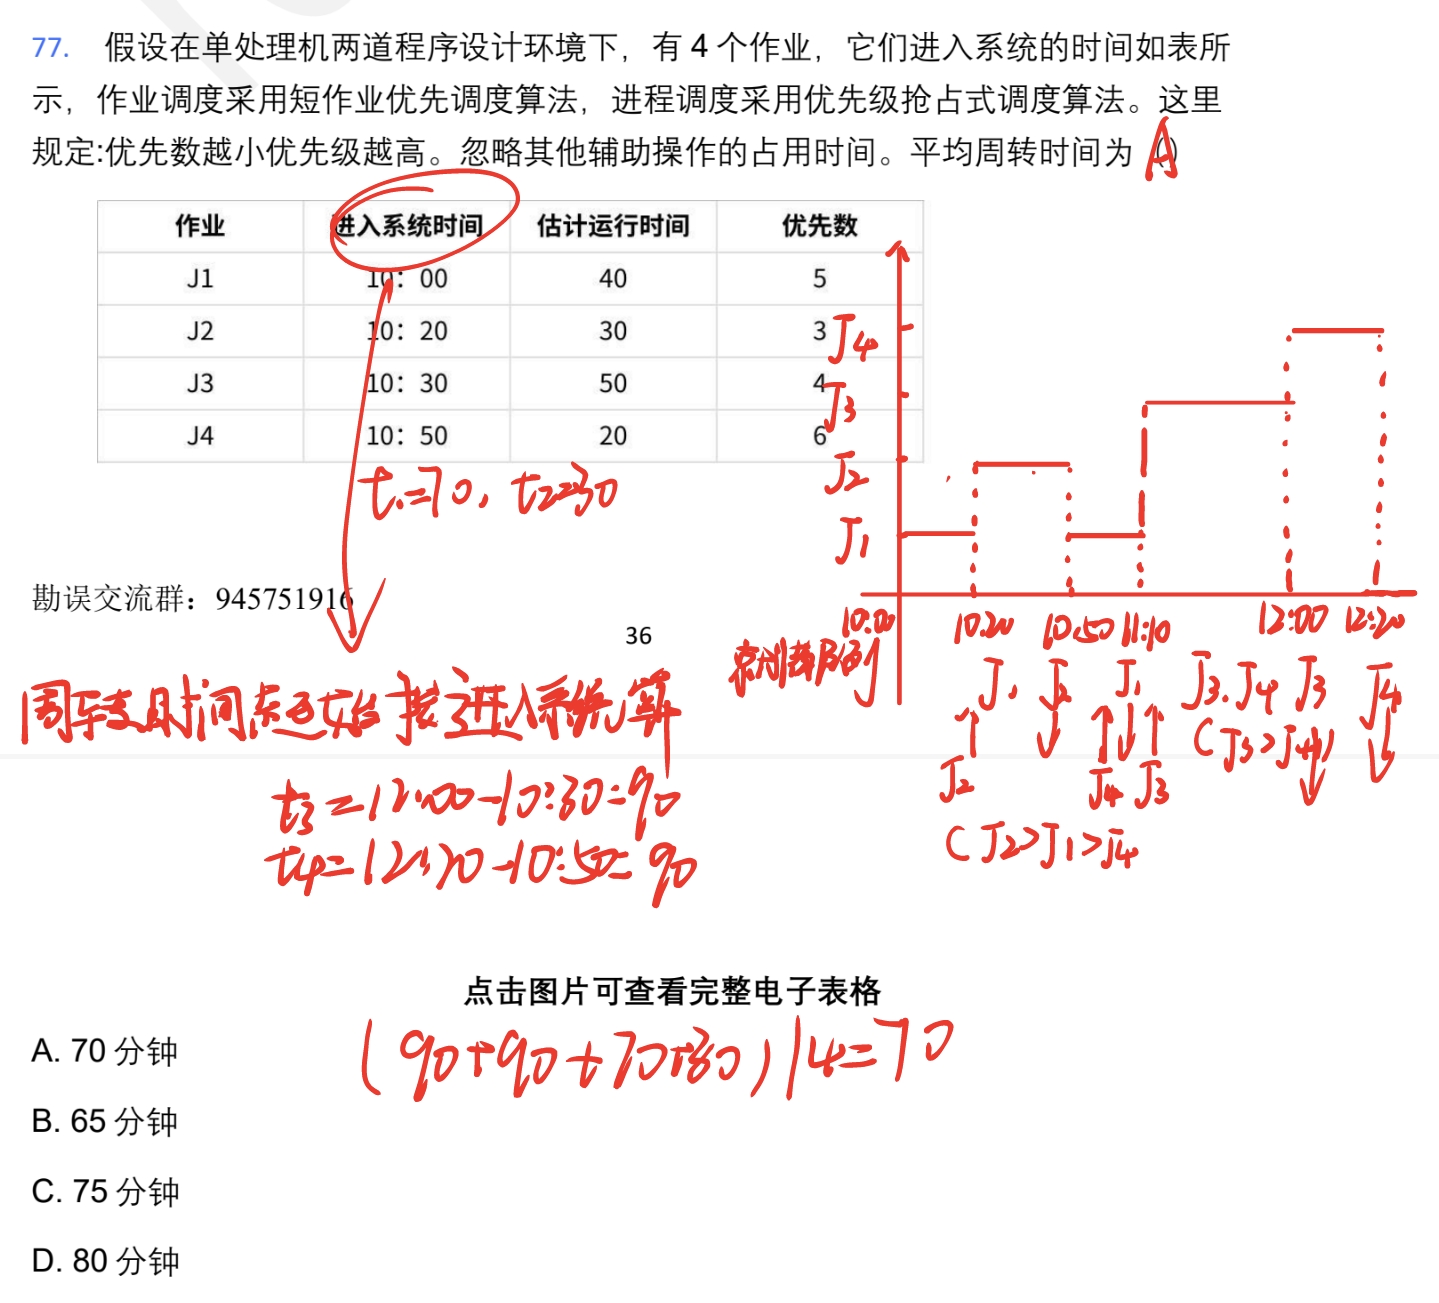 77. 假设在单处理机两道程序设计环境下，有 4 个作业，它们进入系统的时间如表所
示，作业调度采用短作业优先调度算法，进程调度采用优先级抢占式调度算法。这里
规定:优先数越小优先级越高。忽略其他辅助操作的占用时间。平均周转时间为 () A
作业 进入系统时间 估计运行时间 优先数
J1 10：00 40 5
J2 10：20 30 3
J3 10：30 50 4
J4 10：50 20 6
t₁=70, t2=30
J4
J3
J2
J1
勘误交流群：945751916
36
10:00 10:20 10:50 11:10 12:00 12:20
J1 J2 J1 J3.J4 J3 J4
J2 J4 J3 (J3>J4)
(J2>J1>J4
周转时间开始按进入系统算
t3=12:00-10:30=90
t4=12:20-10:50=90
点击图片可查看完整电子表格
(90+90+70+30)/4=70
A. 70 分钟
B. 65 分钟
C. 75 分钟
D. 80 分钟